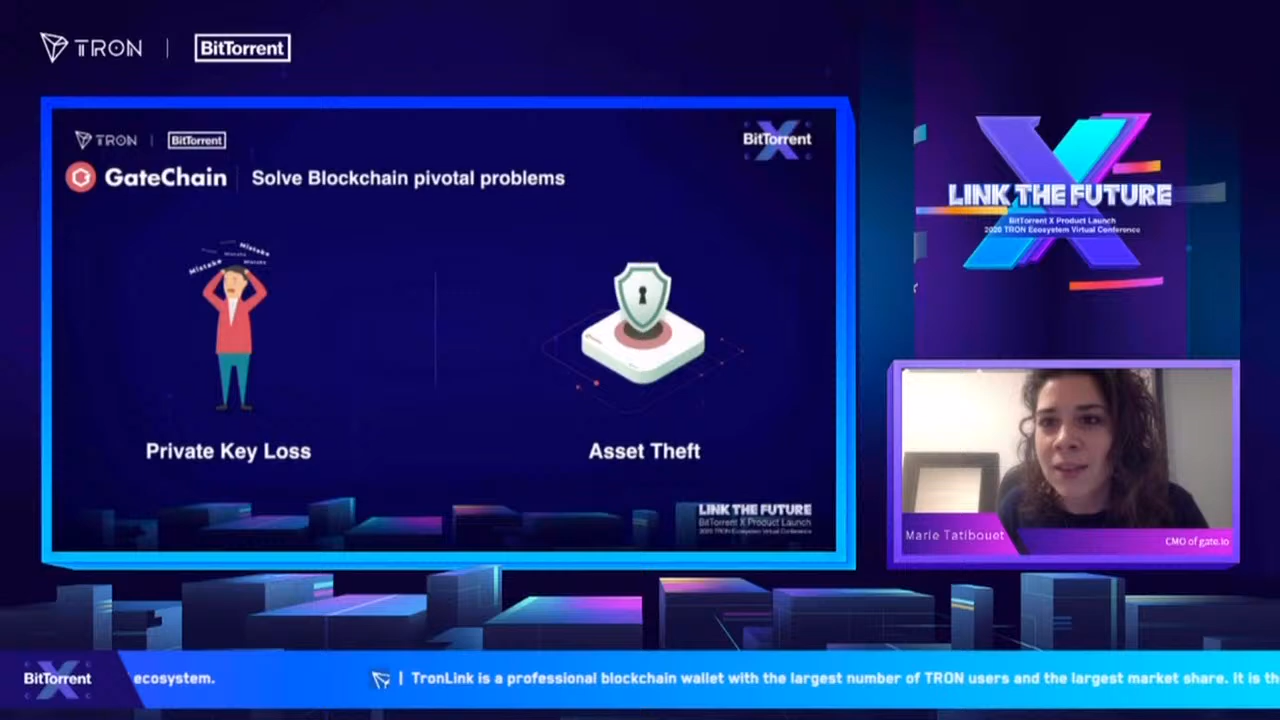 TRON | BitTorrent
TRON | BitTorrent
BitTorrent
GateChain
Solve Blockchain pivotal problems
Mistake
Mistake
Mistake
Mistake
Private Key Loss
Asset Theft
LINK THE FUTURE
BitTorrent X Product Launch
2020 TRON Ecosystem Virtual Conference
LINK THE FUTURE
BitTorrent X Product Launch
2020 TRON Ecosystem Virtual Conference
Marie Tatibouet
CMO of gate.io
BitTorrent
ecosystem.
| TronLink is a professional blockchain wallet with the largest number of TRON users and the largest market share. It is th